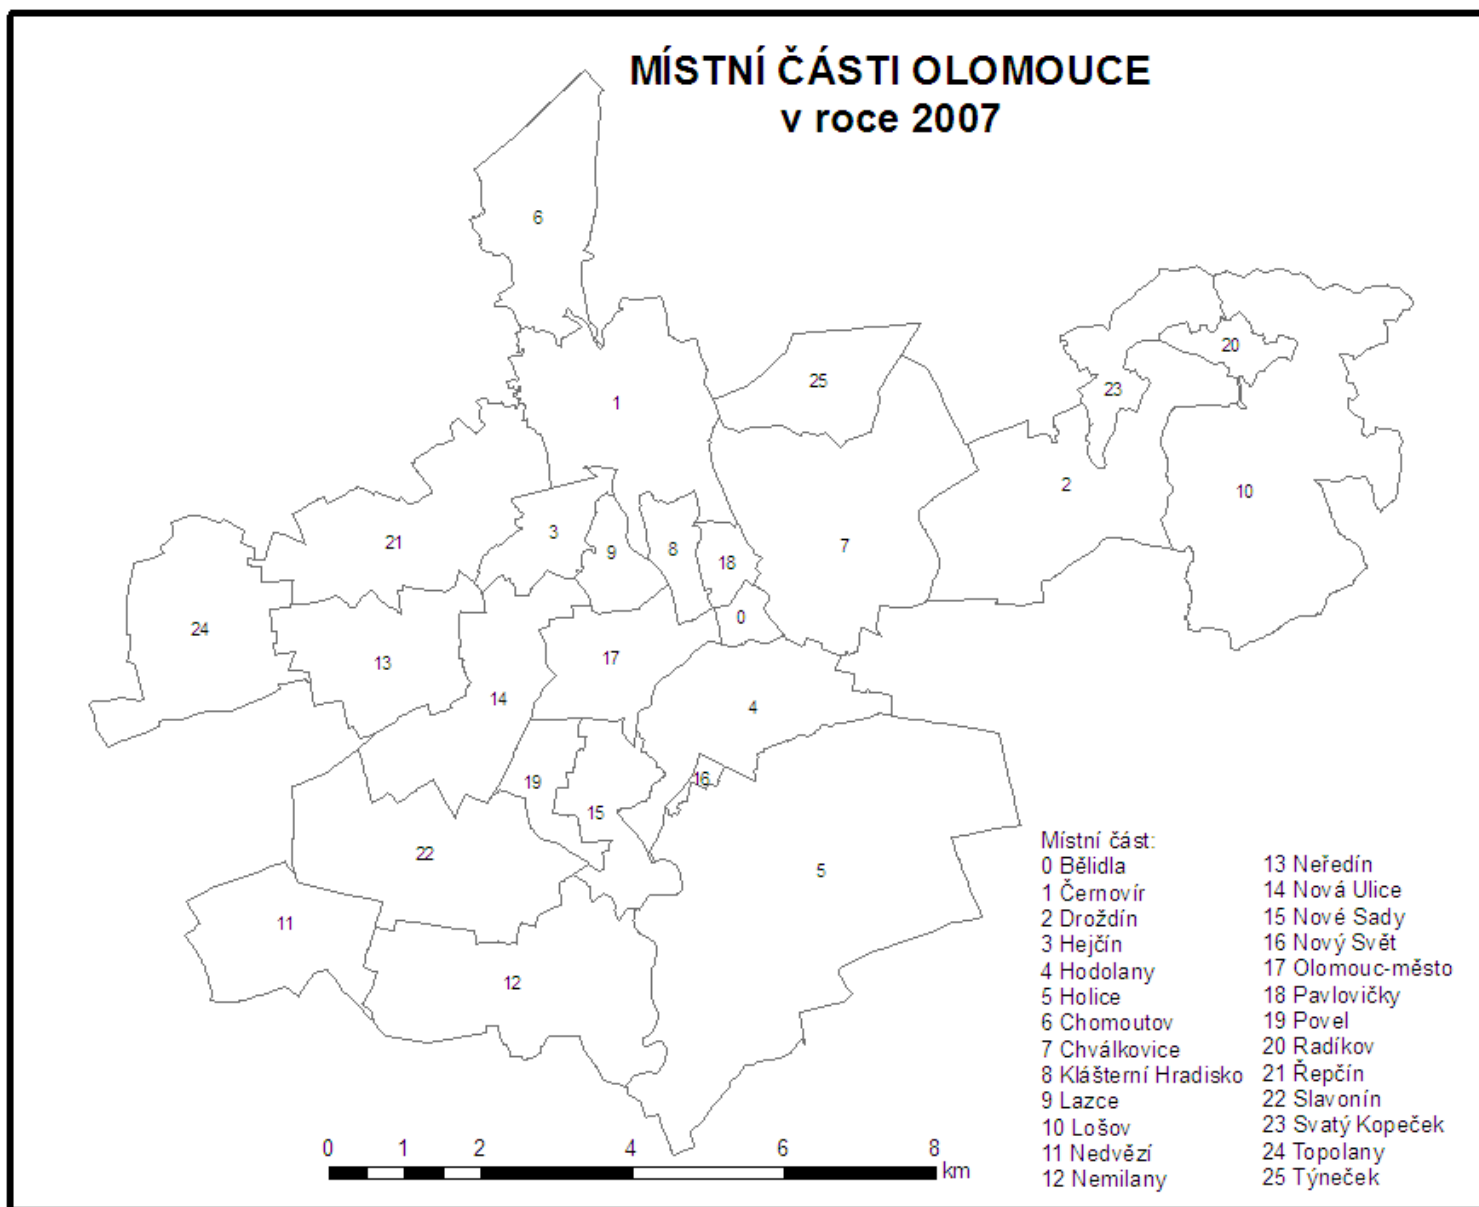 MÍSTNÍ ČÁSTI OLOMOUCE
v roce 2007
6
20
25
23
1
2
10
3
21
9
8
7
18
0
24
17
13
14
4
16
19
15
22
5
11
12
Místní část:
0 Bělidla
1 Černovír
2 Droždín
3 Hejčín
4 Hodolany
5 Holice
6 Chomoutov
7 Chválkovice
8 Klášterní Hradisko
9 Lazce
10 Lošov
11 Nedvězí
12 Nemilany
13 Neředín
14 Nová Ulice
15 Nové Sady
16 Nový Svět
17 Olomouc-město
18 Pavlovičky
19 Povel
20 Radíkov
21 Řepčín
22 Slavonín
23 Svatý Kopeček
24 Topolany
25 Týneček
0 1 2 4 6 8
km